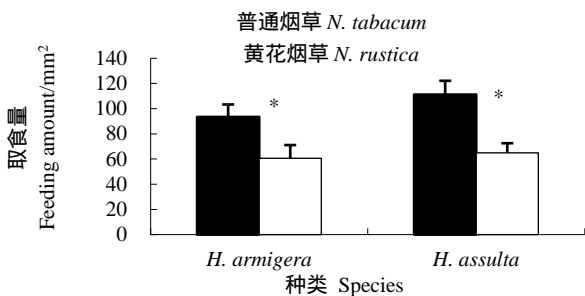 普通烟草 N. tabacum
黄花烟草 N. rustica
取食量
Feeding amount/mm²
140
120
100
80
60
40
20
0
*
*
H. armigera
H. assulta
种类 Species